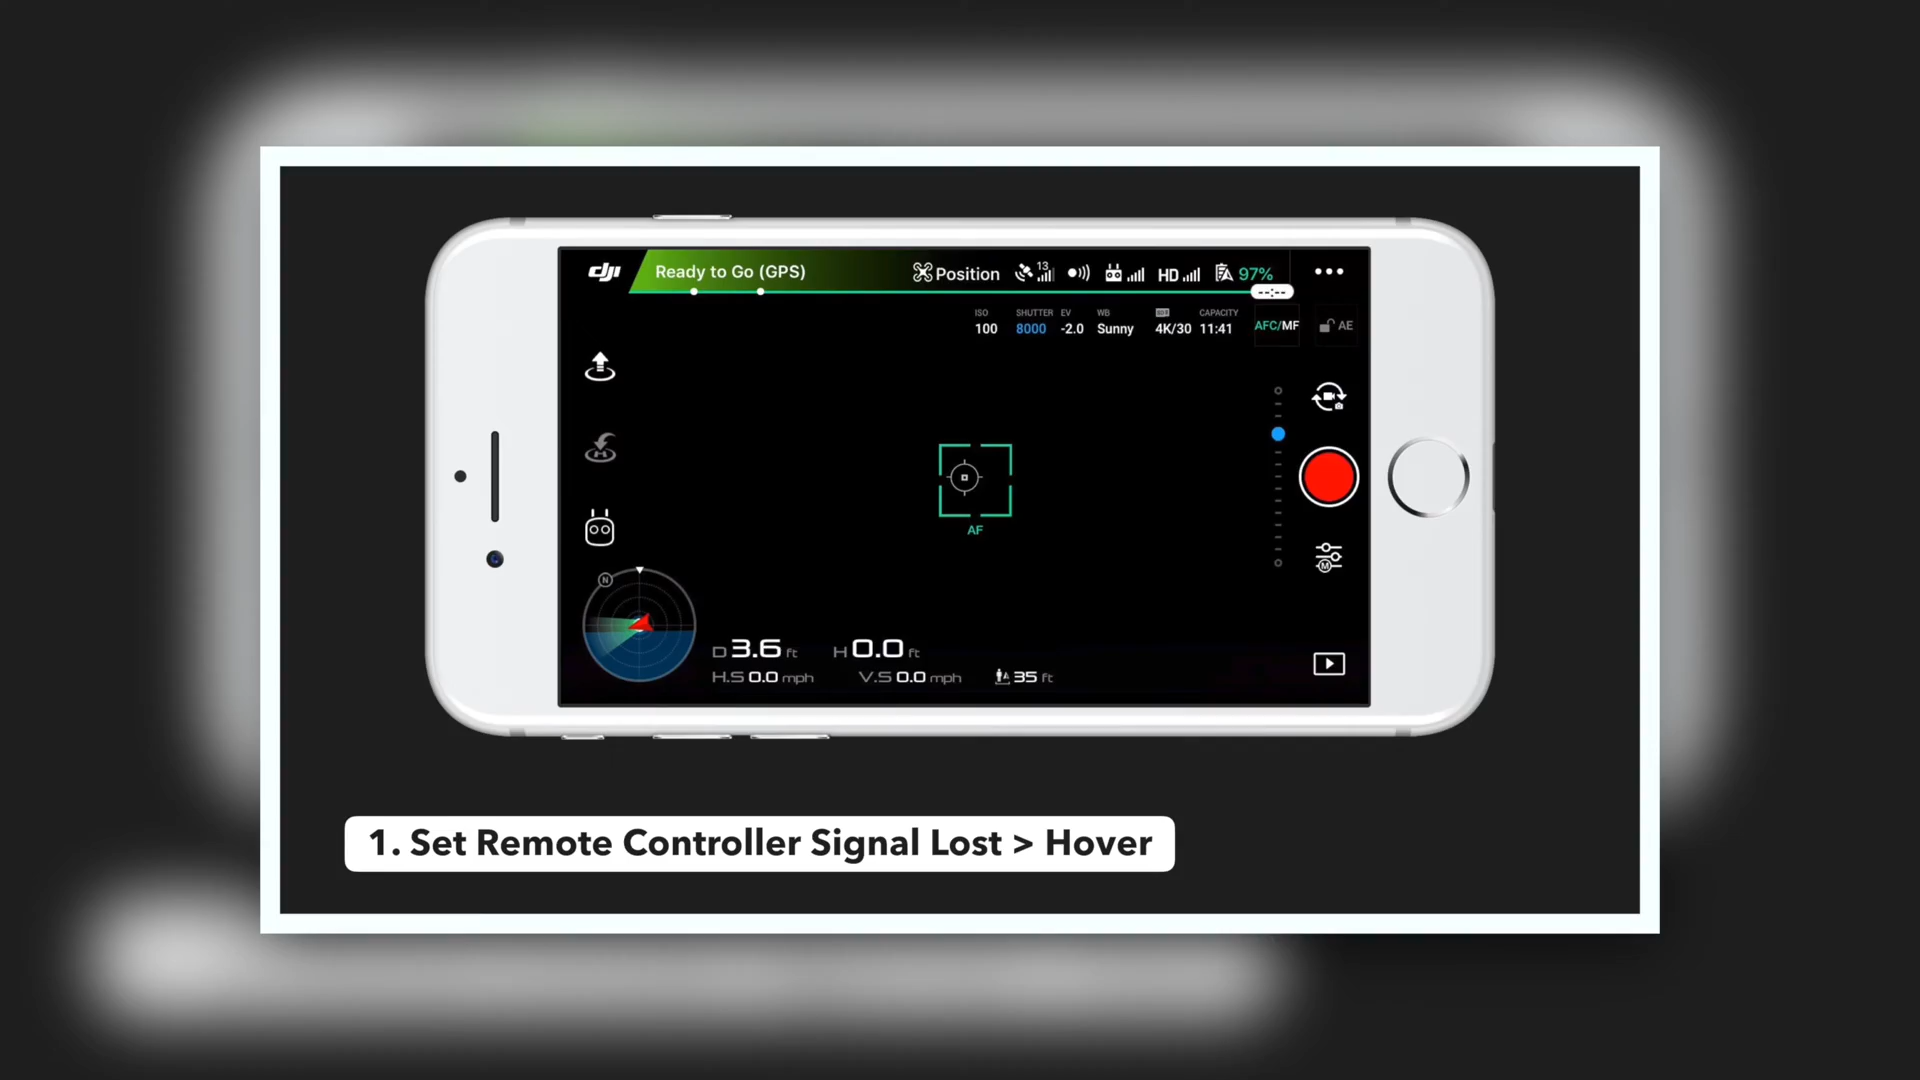 dji Ready to Go (GPS) Position 13 HD 97%
--:--
ISO SHUTTER EV WB CAPACITY
100 8000 -2.0 Sunny 4K/30 11:41 AFC/MF AE
AF
N
M
D 3.6 ft H 0.0 ft
H.S 0.0 mph V.S 0.0 mph 35 ft
1. Set Remote Controller Signal Lost > Hover